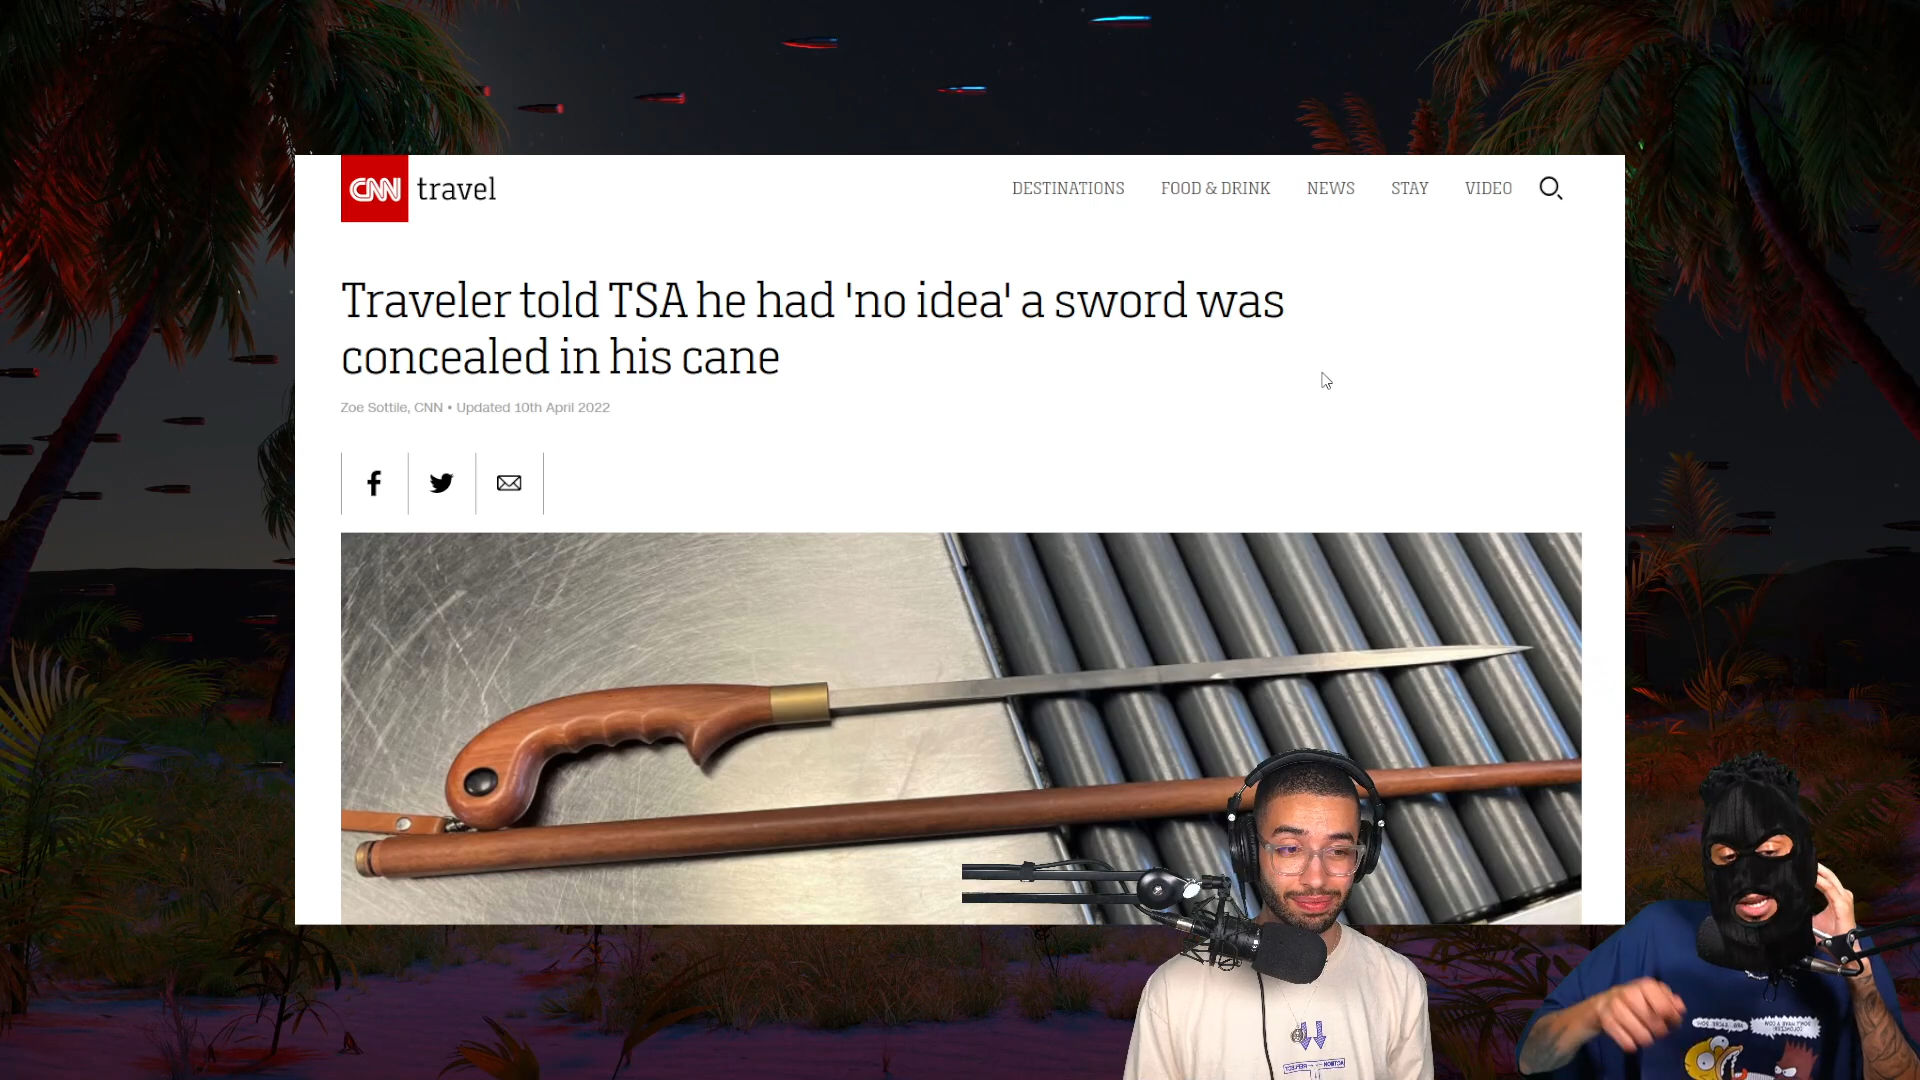 CNN travel
DESTINATIONS FOOD & DRINK NEWS STAY VIDEO
Traveler told TSA he had 'no idea' a sword was
concealed in his cane
Zoe Sottile, CNN • Updated 10th April 2022